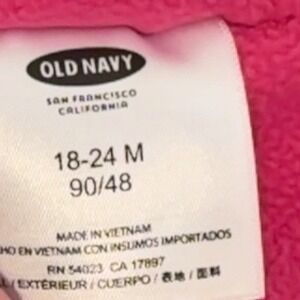 OLD NAVY
SAN FRANCISCO
CALIFORNIA
18-24 M
90/48
MADE IN VIETNAM
HO EN VIETNAM CON INSUMOS IMPORTADOS
RN 54023 CA 17897
/EXTÉRIEUR / CUERPO / 表地 / 面料